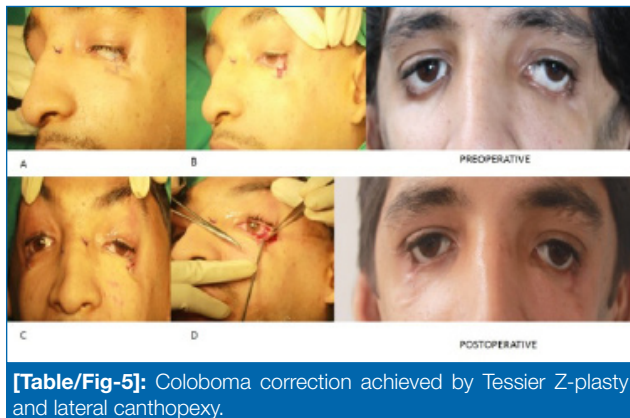 A
B
PREOPERATIVE
C
D
POSTOPERATIVE
[Table/Fig-5]: Coloboma correction achieved by Tessier Z-plasty
and lateral canthopexy.